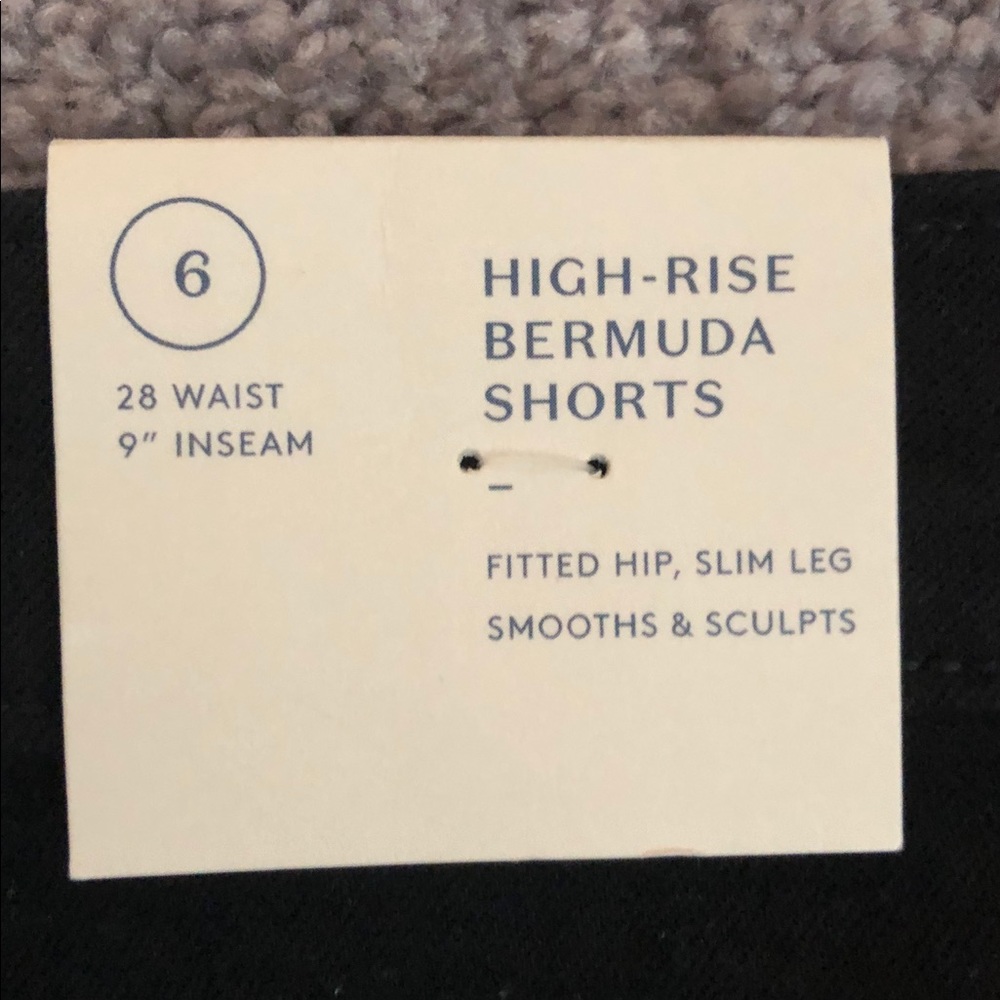 6
28 WAIST
9" INSEAM
HIGH-RISE
BERMUDA
SHORTS
–
FITTED HIP, SLIM LEG
SMOOTHS & SCULPTS